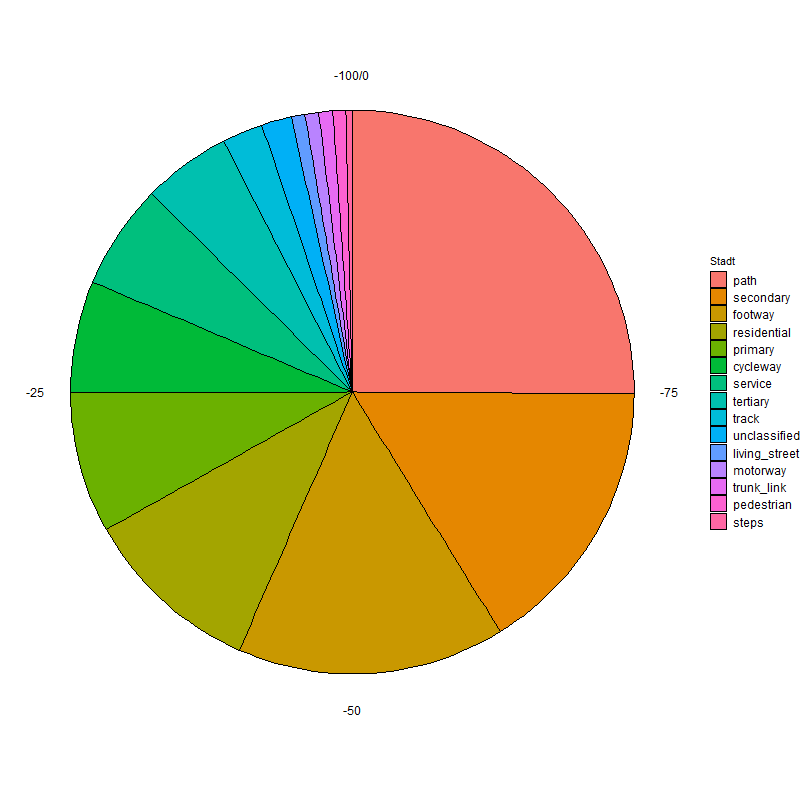 -100/0
-25
-75
-50
Stadt
path
secondary
footway
residential
primary
cycleway
service
tertiary
track
unclassified
living_street
motorway
trunk_link
pedestrian
steps